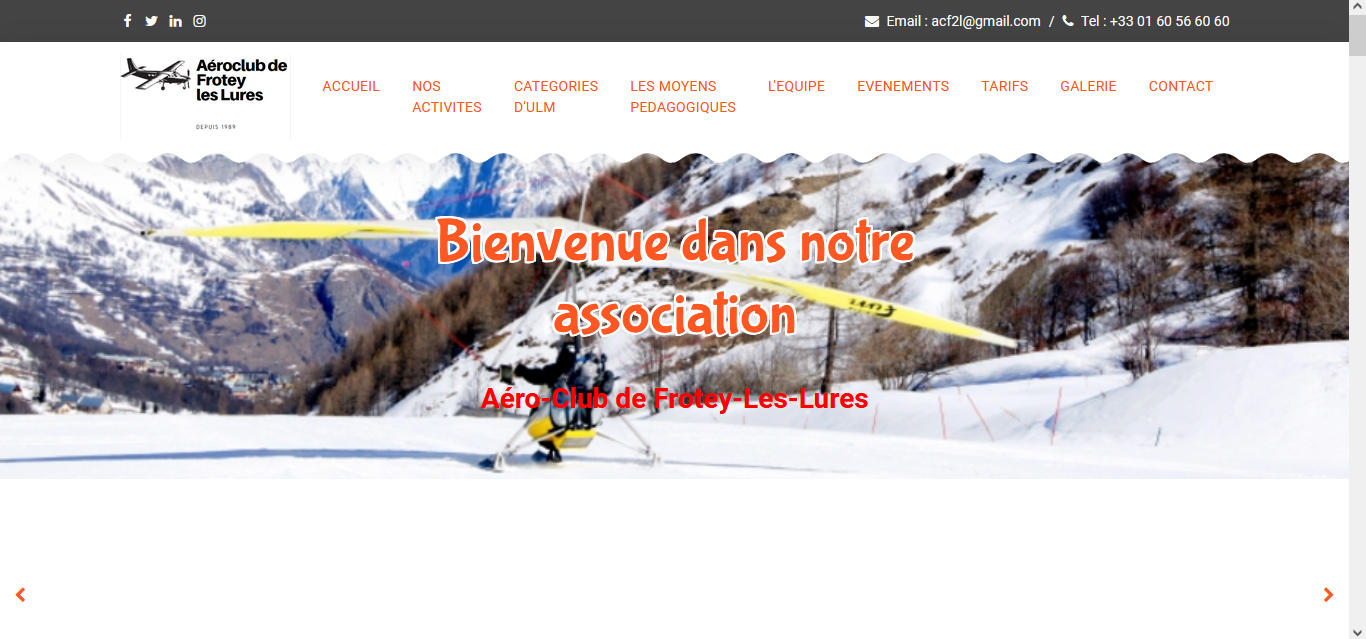 Email : acf2l@gmail.com / Tel : +33 01 60 56 60 60
Aéroclub de
Frotey
les Lures
DEPUIS 1989
ACCUEIL
NOS
ACTIVITES
CATEGORIES
D'ULM
LES MOYENS
PEDAGOGIQUES
L'EQUIPE
EVENEMENTS
TARIFS
GALERIE
CONTACT
Bienvenue dans notre
association
Aéro-Club de Frotey-Les-Lures